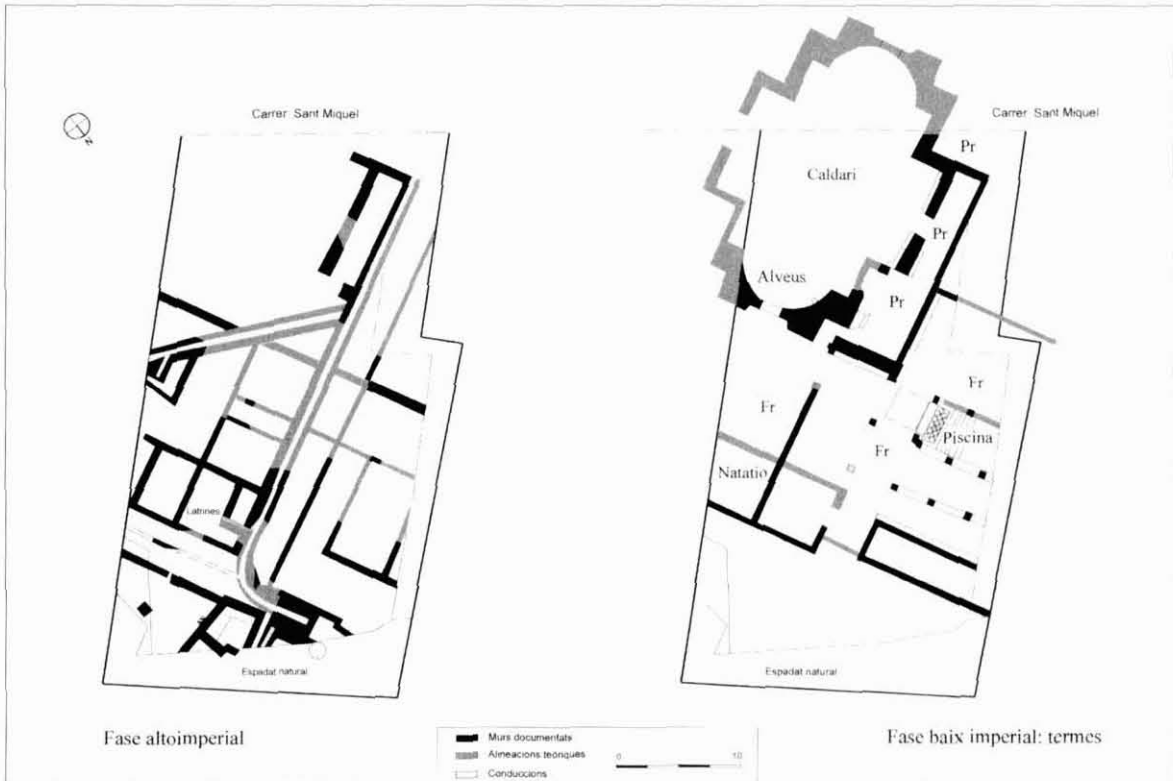 Carrer Sant Miquel
N
Latrines
Espadat natural
Fase altoimperial
Carrer Sant Miquel
Pr
Caldari
Pr
Alveus
Pr
Fr
Fr
Piscina
Fr
Natatio
Espadat natural
Fase baix imperial: termes
Murs documentats
Alineacions teòriques
Conduccions
0 10